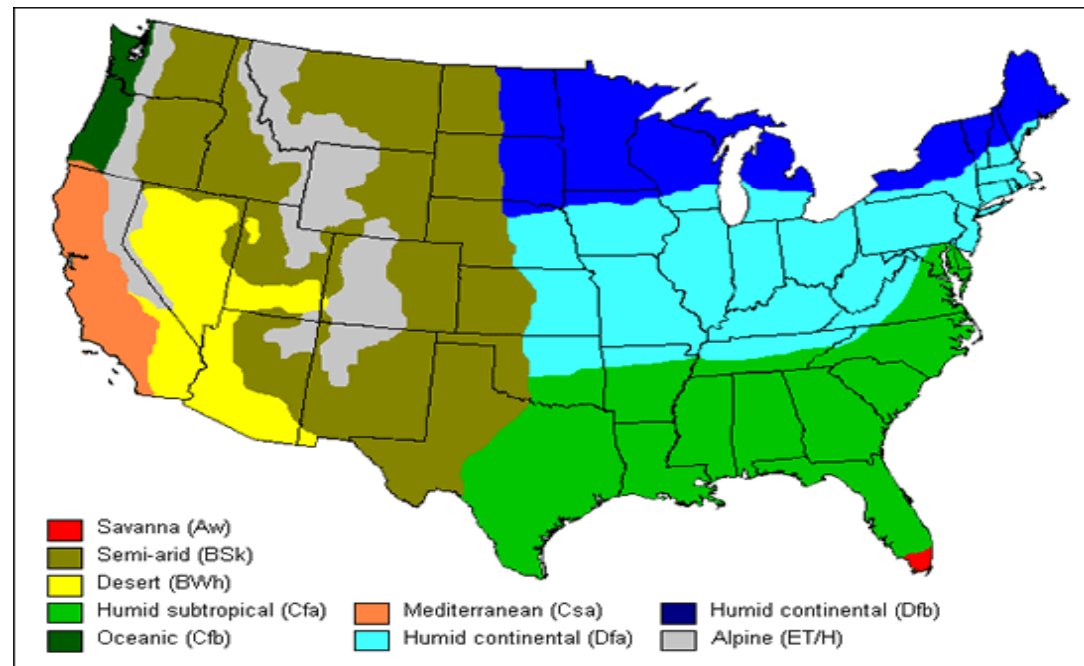 Savanna (Aw)
Semi-arid (BSk)
Desert (BWh)
Humid subtropical (Cfa)
Mediterranean (Csa)
Humid continental (Dfb)
Oceanic (Cfb)
Humid continental (Dfa)
Alpine (ET/H)